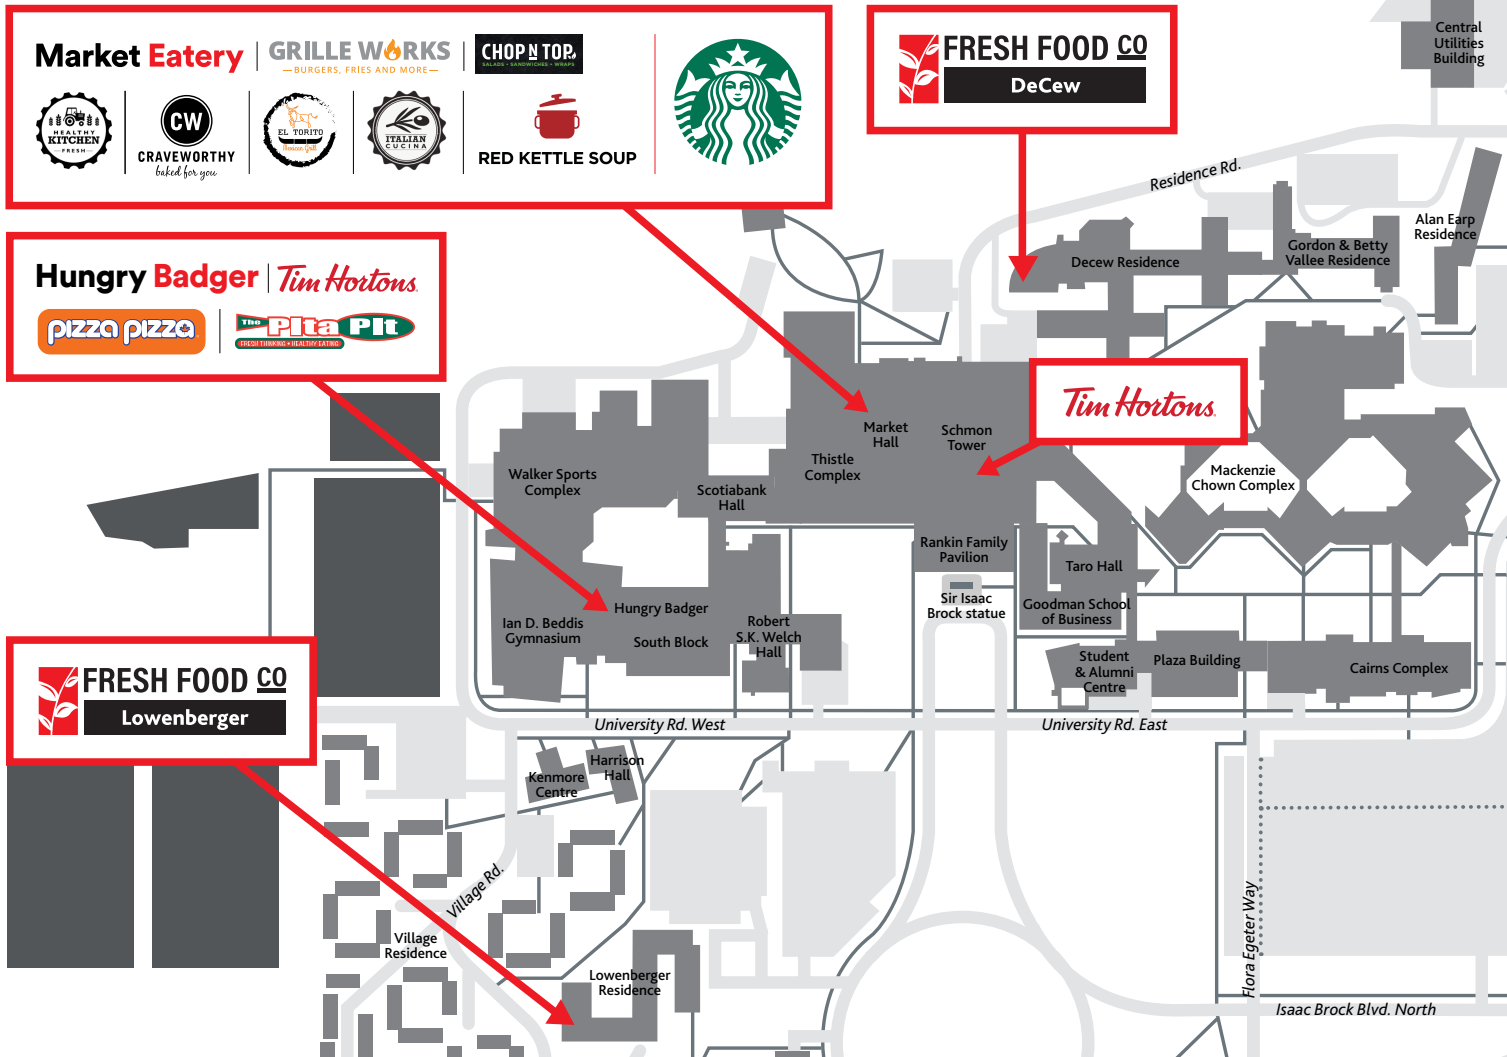 Market Eatery
GRILLE WORKS
BURGERS, FRIES AND MORE
CHOP N TOP
SALADS • SANDWICHES • WRAPS
HEALTHY
KITCHEN
FRESH
CW
CRAVEWORTHY
baked for you
EL TORITO
Mexican Grill
ITALIAN
CUCINA
RED KETTLE SOUP
FRESH FOOD CO
DeCew
Central
Utilities
Building
Hungry Badger
Tim Hortons
pizza pizza
The Pita Pit
FRESH THINKING • HEALTHY EATING
Residence Rd.
Alan Earp
Residence
Gordon & Betty
Vallee Residence
Decew Residence
Tim Hortons
Market
Hall
Schmon
Tower
Thistle
Complex
Walker Sports
Complex
Scotiabank
Hall
Mackenzie
Chown Complex
Rankin Family
Pavilion
Taro Hall
Sir Isaac
Brock statue
Goodman School
of Business
Hungry Badger
South Block
Ian D. Beddis
Gymnasium
Robert
S.K. Welch
Hall
Student
& Alumni
Centre
Plaza Building
Cairns Complex
FRESH FOOD CO
Lowenberger
University Rd. West
University Rd. East
Kenmore
Centre
Harrison
Hall
Village Rd.
Village
Residence
Lowenberger
Residence
Flora Egeter Way
Isaac Brock Blvd. North